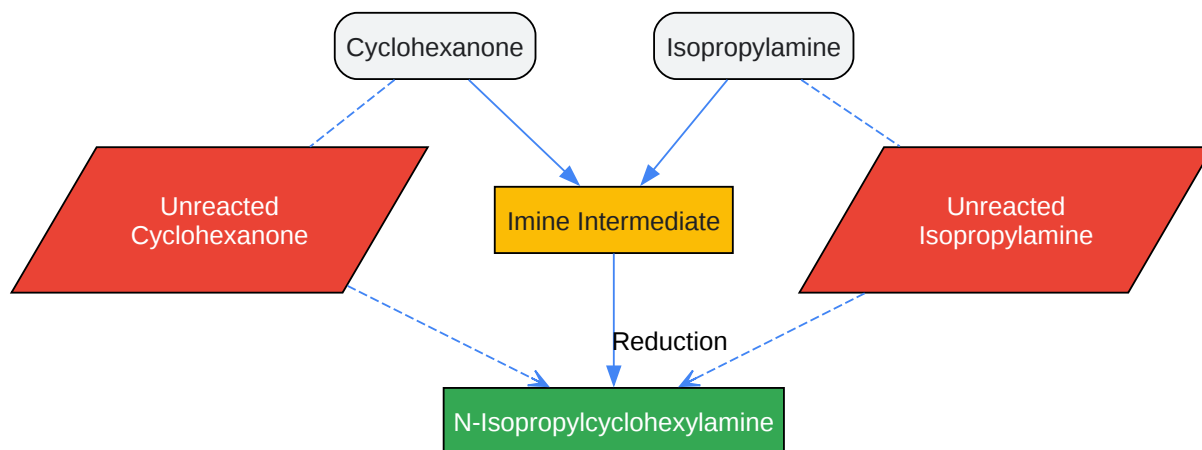 Cyclohexanone
Isopropylamine
Unreacted
Cyclohexanone
Imine Intermediate
Unreacted
Isopropylamine
Reduction
N-Isopropylcyclohexylamine